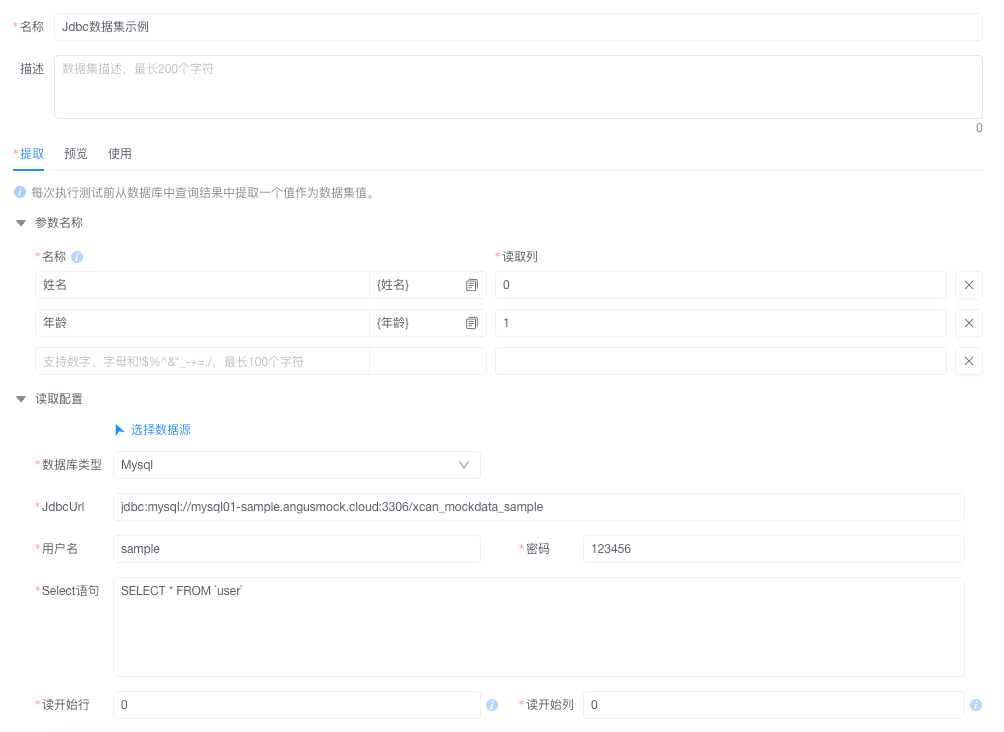 * 名称 Jdbc数据集示例
描述 数据集描述，最长200个字符
0
* 提取 预览 使用
每次执行测试前从数据库中查询结果中提取一个值作为数据集值。
参数名称
* 名称 * 读取列
姓名 {姓名} 0
年龄 {年龄} 1
支持数字、字母和!$%^&*_-+=./，最长100个字符
读取配置
选择数据源
* 数据库类型 Mysql
* JdbcUrl jdbc:mysql://mysql01-sample.angusmock.cloud:3306/xcan_mockdata_sample
* 用户名 sample * 密码 123456
* Select语句 SELECT * FROM `user`
* 读开始行 0 * 读开始列 0